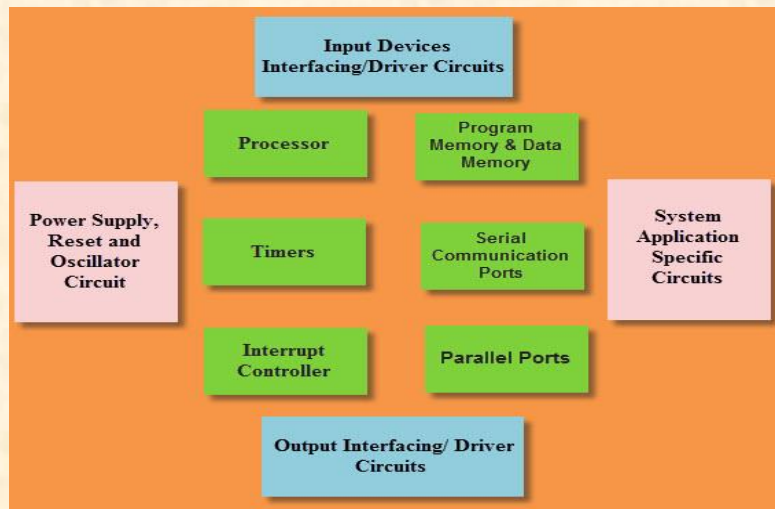 Input Devices
Interfacing/Driver Circuits
Processor
Program
Memory & Data
Memory
Power Supply,
Reset and
Oscillator
Circuit
Timers
Serial
Communication
Ports
System
Application
Specific
Circuits
Interrupt
Controller
Parallel Ports
Output Interfacing/ Driver
Circuits